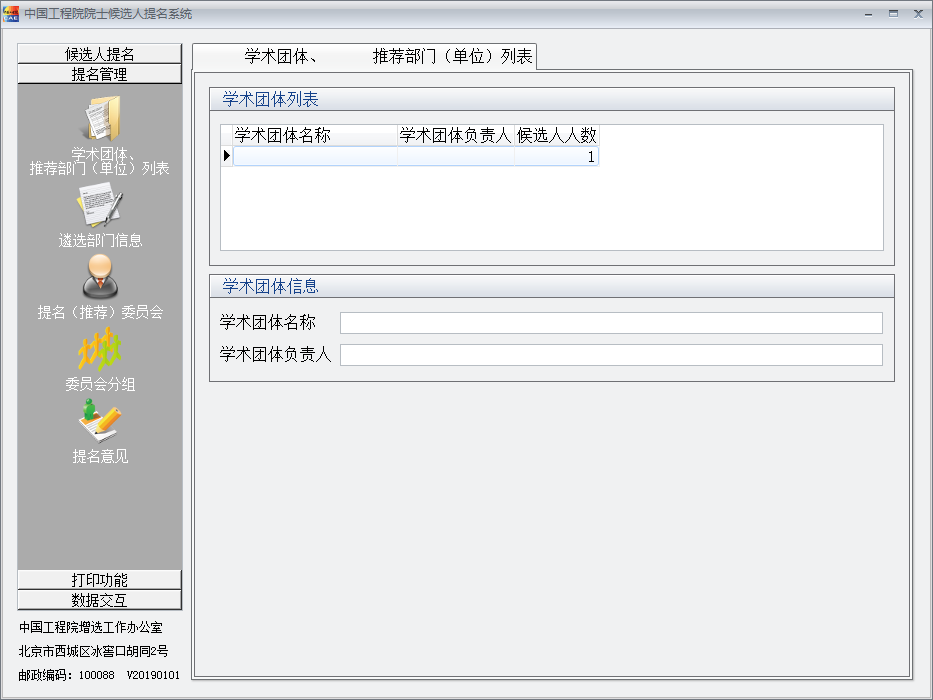 中国工程院院士候选人提名系统
候选人提名
提名管理
学术团体、
推荐部门（单位）列表
遴选部门信息
提名（推荐）委员会
委员会分组
提名意见
打印功能
数据交互
中国工程院增选工作办公室
北京市西城区冰窖口胡同2号
邮政编码：100088 V20190101
学术团体、 推荐部门（单位）列表
学术团体列表
学术团体名称 学术团体负责人 候选人人数
1
学术团体信息
学术团体名称
学术团体负责人